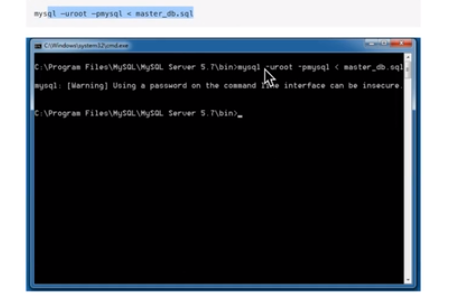 mysql -uroot -pmysql < master_db.sql
C:\Windows\system32\cmd.exe
C:\Program Files\MySQL\MySQL Server 5.7\bin>mysql -uroot -pmysql < master_db.sql
mysql: [Warning] Using a password on the command line interface can be insecure.
C:\Program Files\MySQL\MySQL Server 5.7\bin>_